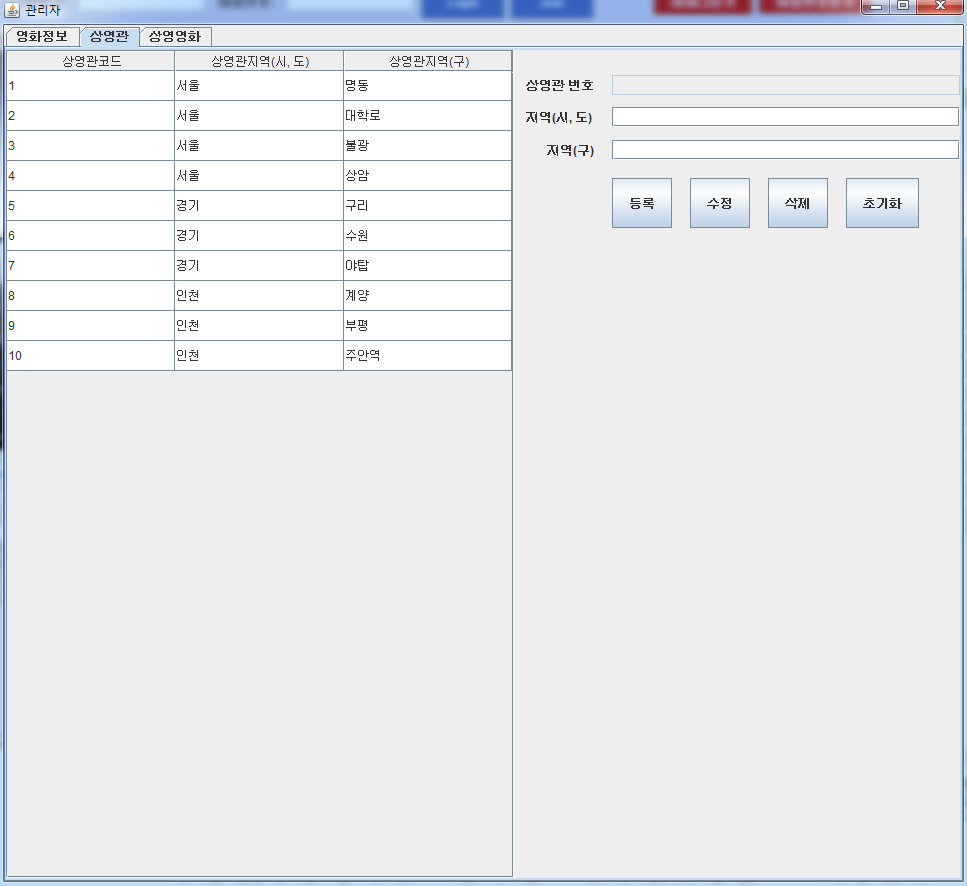 관리자
영화정보 상영관 상영영화
상영관코드 상영관지역(시, 도) 상영관지역(구)
1 서울 명동
2 서울 대학로
3 서울 불광
4 서울 상암
5 경기 구리
6 경기 수원
7 경기 야탑
8 인천 계양
9 인천 부평
10 인천 주안역
상영관 번호
지역(시, 도)
지역(구)
등록 수정 삭제 초기화